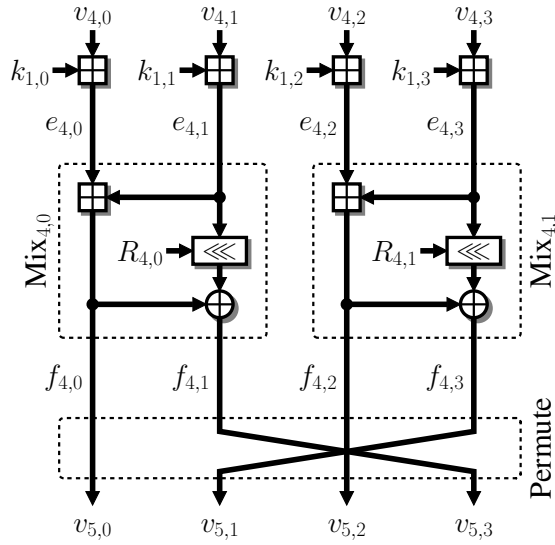 v4,0 v4,1 v4,2 v4,3
k1,0 k1,1 k1,2 k1,3
e4,0 e4,1 e4,2 e4,3
Mix4,0 Mix4,1
R4,0 <<< R4,1 <<<
f4,0 f4,1 f4,2 f4,3
Permute
v5,0 v5,1 v5,2 v5,3